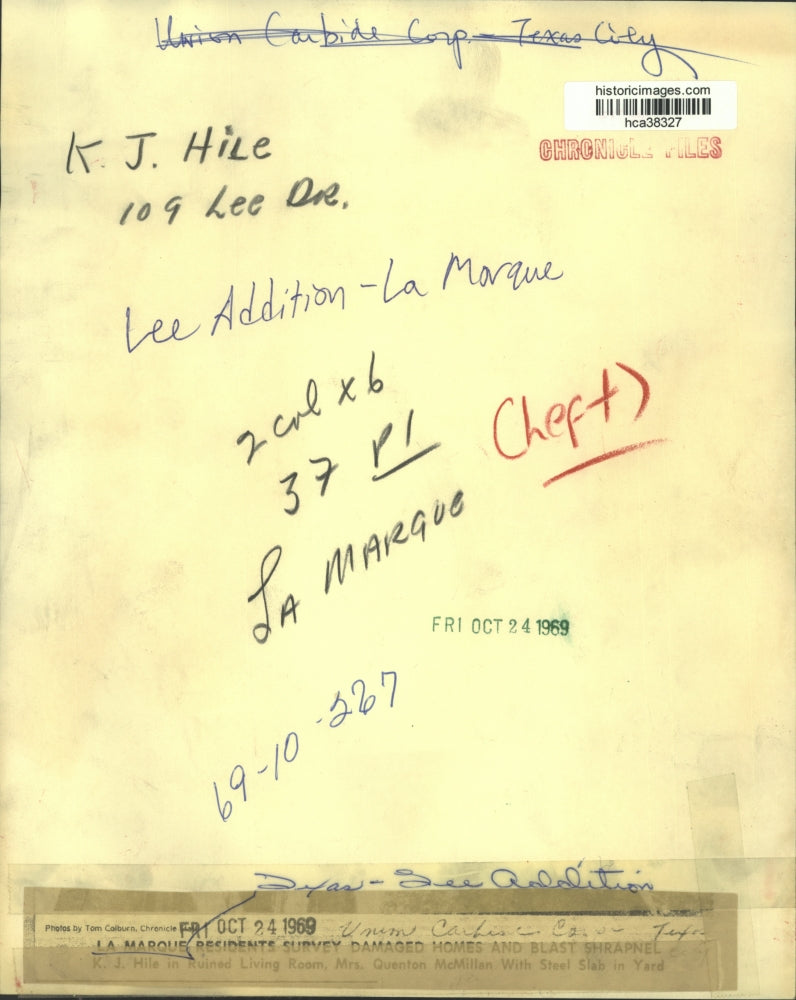 Union Carbide Corp. - Texas City
historicimages.com
hca38327
CHRONICLE FILES
K. J. Hile
109 Lee Dr.
Lee Addition - La Marque
2 col x 6
37 P1
(heft)
La MARQUE
FRI OCT 24 1969
69-10-267
Texas - Lee Addition
Photos by Tom Colburn, Chronicle
FRI OCT 24 1969
Union Carbide Co.
LA MARQUE RESIDENTS SURVEY DAMAGED HOMES AND BLAST SHRAPNEL
K. J. Hile in Ruined Living Room, Mrs. Quenton McMillan With Steel Slab in Yard